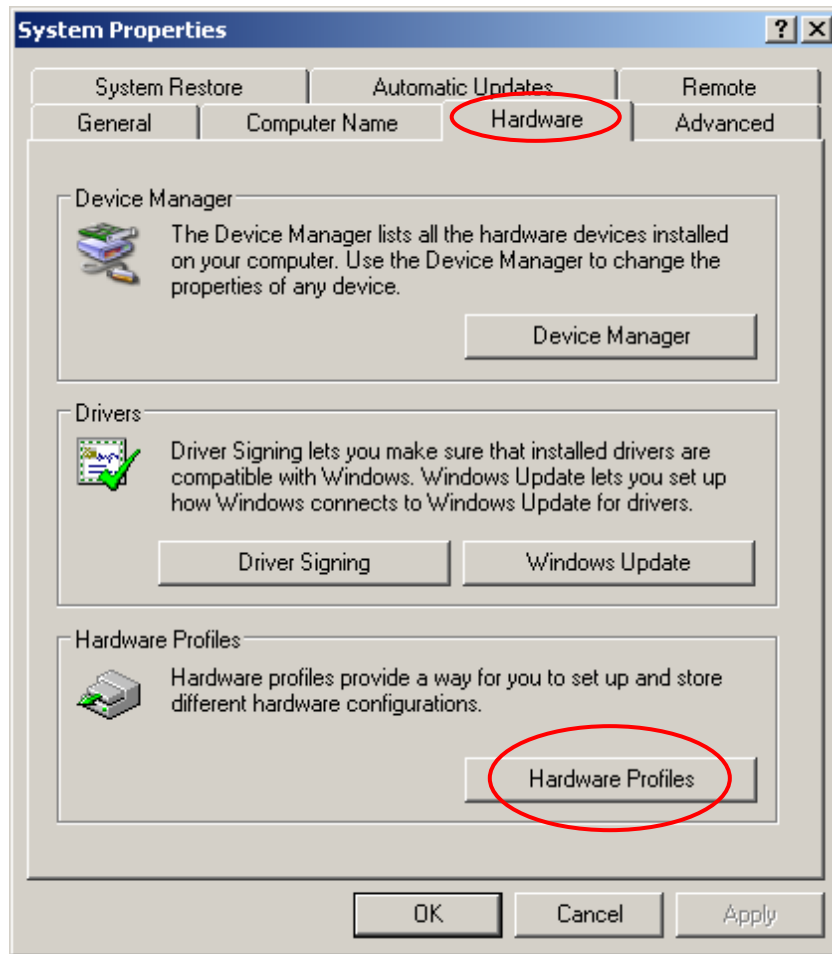 System Properties
System Restore Automatic Updates Remote
General Computer Name Hardware Advanced
Device Manager
The Device Manager lists all the hardware devices installed
on your computer. Use the Device Manager to change the
properties of any device.
Device Manager
Drivers
Driver Signing lets you make sure that installed drivers are
compatible with Windows. Windows Update lets you set up
how Windows connects to Windows Update for drivers.
Driver Signing Windows Update
Hardware Profiles
Hardware profiles provide a way for you to set up and store
different hardware configurations.
Hardware Profiles
OK Cancel Apply